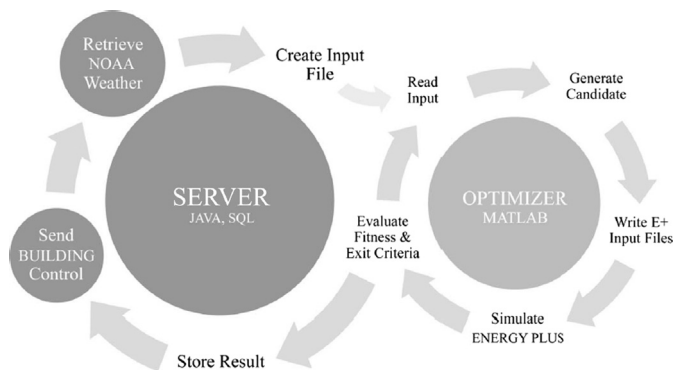 Retrieve
NOAA
Weather
Create Input
File
Read
Input
Generate
Candidate
SERVER
JAVA, SQL
OPTIMIZER
MATLAB
Send
BUILDING
Control
Evaluate
Fitness &
Exit Criteria
Write E+
Input Files
Simulate
ENERGY PLUS
Store Result